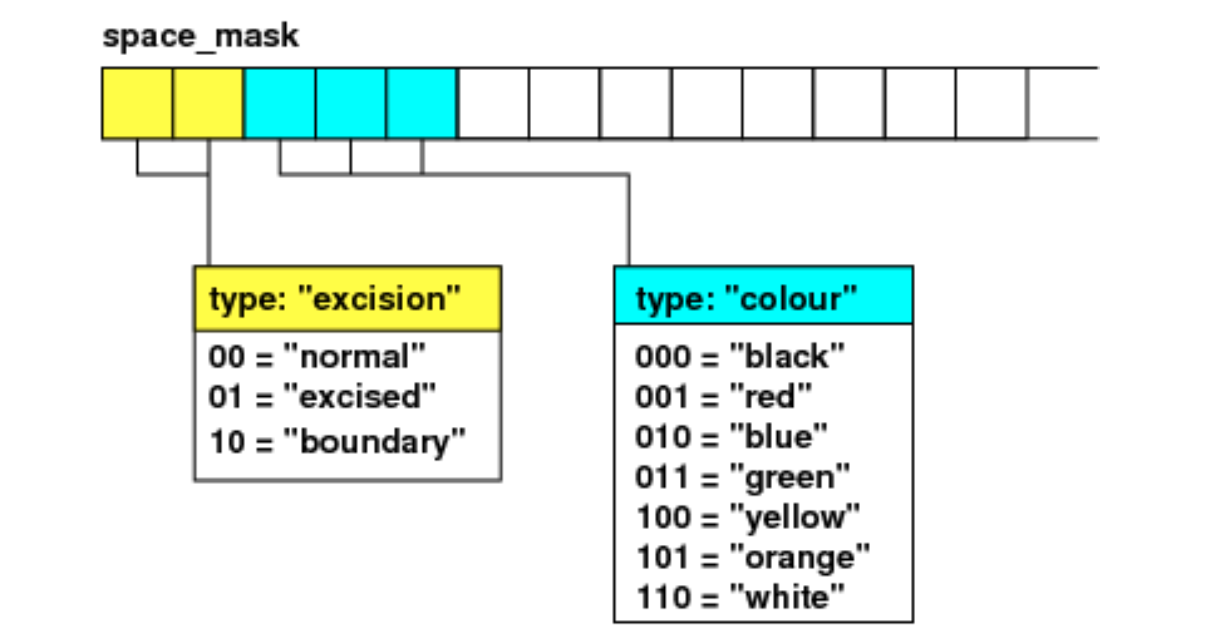 space_mask
type: "excision"
00 = "normal"
01 = "excised"
10 = "boundary"
type: "colour"
000 = "black"
001 = "red"
010 = "blue"
011 = "green"
100 = "yellow"
101 = "orange"
110 = "white"